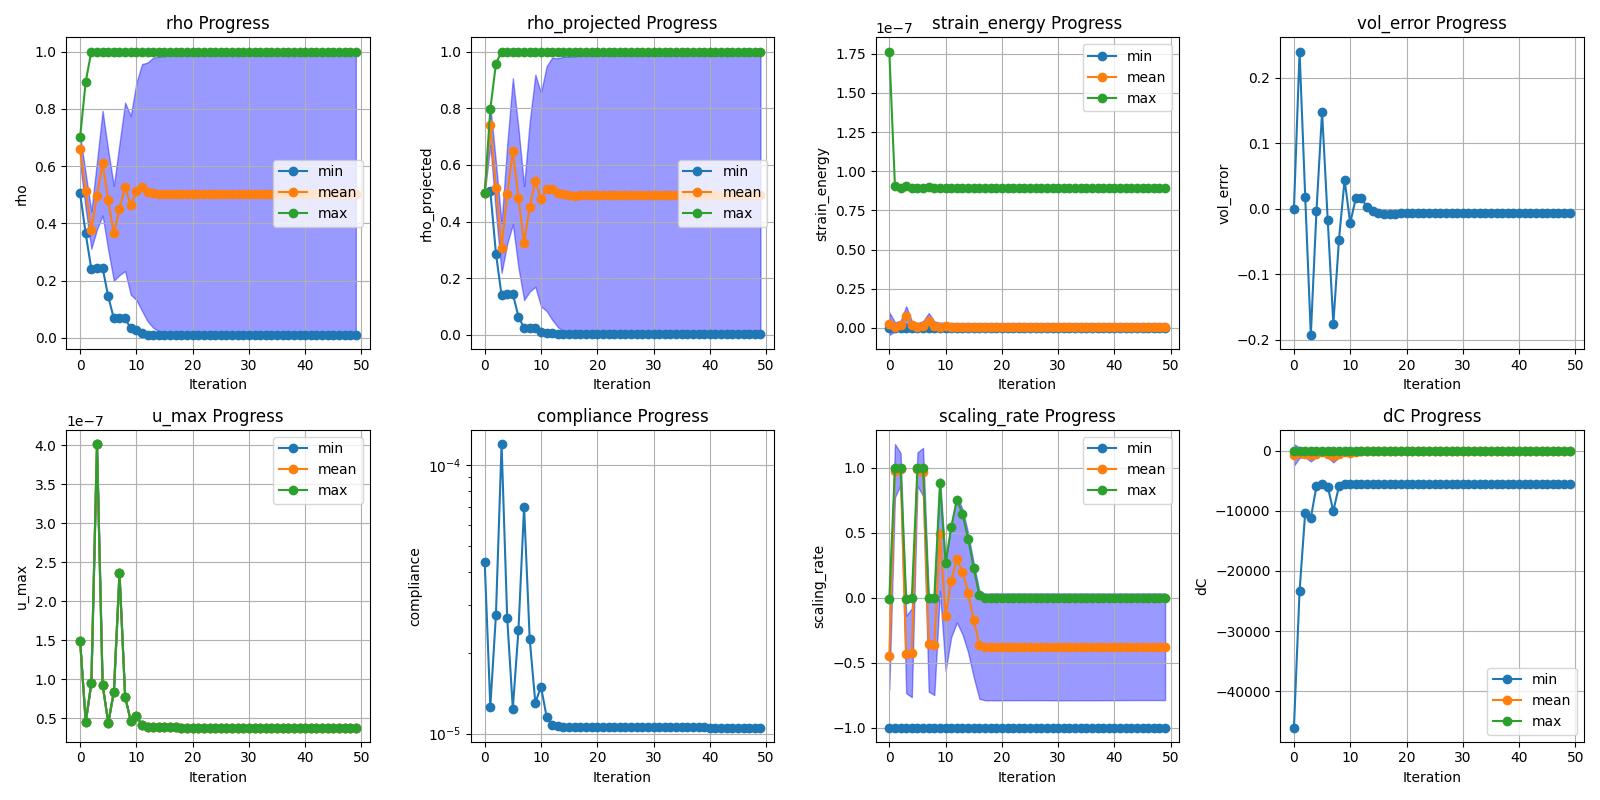 rho Progress
rho
1.0
0.8
0.6
0.4
0.2
0.0
min
mean
max
0 10 20 30 40 50
Iteration
rho_projected Progress
rho_projected
1.0
0.8
0.6
0.4
0.2
0.0
min
mean
max
0 10 20 30 40 50
Iteration
strain_energy Progress
1e−7
strain_energy
1.75
1.50
1.25
1.00
0.75
0.50
0.25
0.00
min
mean
max
0 10 20 30 40 50
Iteration
vol_error Progress
vol_error
0.2
0.1
0.0
−0.1
−0.2
0 10 20 30 40 50
Iteration
u_max Progress
1e−7
u_max
4.0
3.5
3.0
2.5
2.0
1.5
1.0
0.5
min
mean
max
0 10 20 30 40 50
Iteration
compliance Progress
compliance
10⁻⁴
10⁻⁵
0 10 20 30 40 50
Iteration
scaling_rate Progress
scaling_rate
1.0
0.5
0.0
−0.5
−1.0
min
mean
max
0 10 20 30 40 50
Iteration
dC Progress
dC
0
−10000
−20000
−30000
−40000
min
mean
max
0 10 20 30 40 50
Iteration